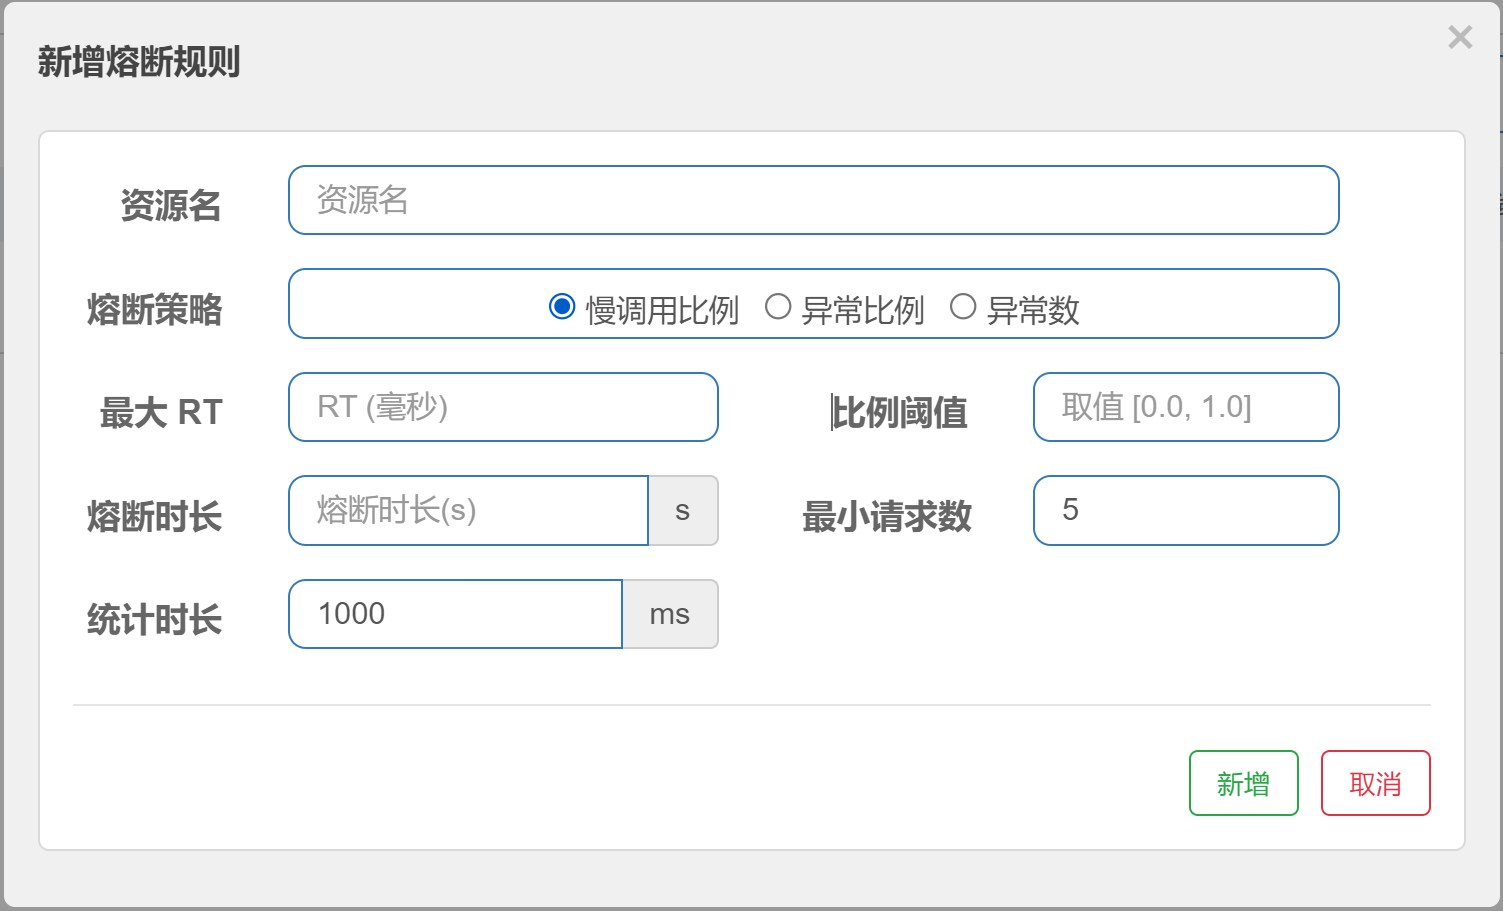 新增熔断规则
×
资源名 资源名
熔断策略 慢调用比例 异常比例 异常数
最大 RT RT (毫秒) 比例阈值 取值 [0.0, 1.0]
熔断时长 熔断时长(s) s 最小请求数 5
统计时长 1000 ms
新增 取消